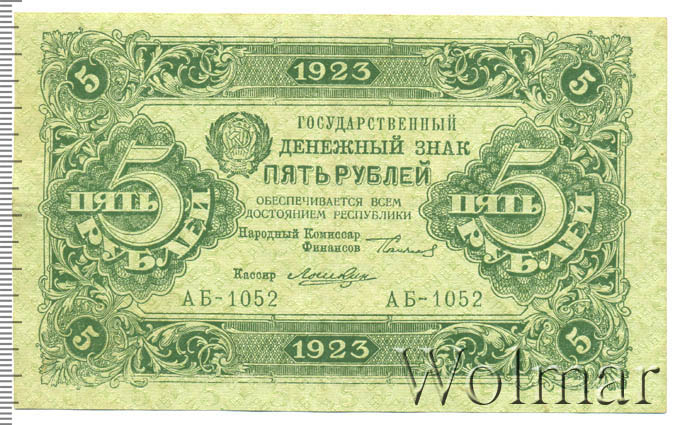 5 1923 5
ГОСУДАРСТВЕННЫЙ
ДЕНЕЖНЫЙ ЗНАК
ПЯТЬ РУБЛЕЙ
ОБЕСПЕЧИВАЕТСЯ ВСЕМ
ДОСТОЯНИЕМ РЕСПУБЛИКИ
5 ПЯТЬ РУБЛЕЙ
5 ПЯТЬ РУБЛЕЙ
Народный Комиссар
Финансов
Кассир
АБ-1052 АБ-1052
5 1923 5
Wolmar